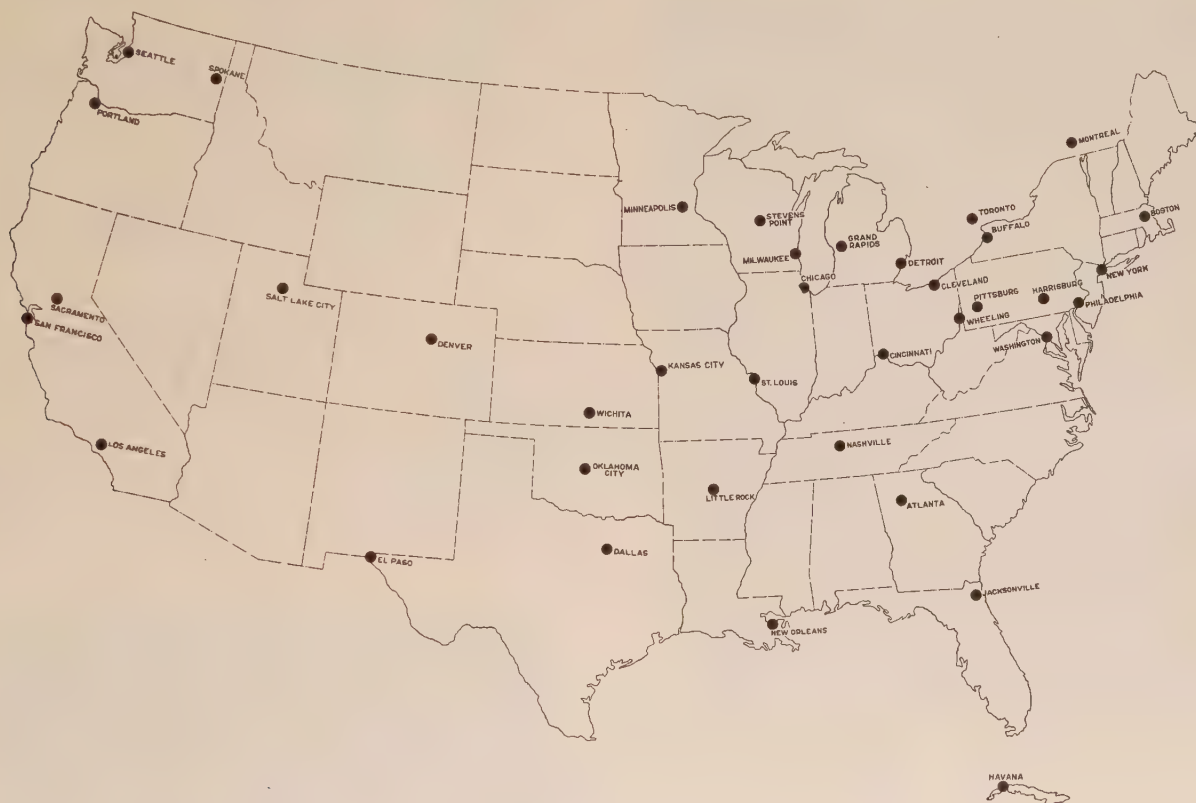 SEATTLE
SPOKANE
PORTLAND
MONTREAL
MINNEAPOLIS
STEVENS
POINT
TORONTO
BOSTON
BUFFALO
GRAND
RAPIDS
MILWAUKEE
DETROIT
NEW YORK
CHICAGO
CLEVELAND
SALT LAKE CITY
PITTSBURG
HARRISBURG
PHILADELPHIA
SACRAMENTO
SAN FRANCISCO
WHEELING
DENVER
WASHINGTON
CINCINNATI
KANSAS CITY
ST. LOUIS
WICHITA
LOS ANGELES
NASHVILLE
OKLAHOMA
CITY
LITTLE ROCK
ATLANTA
DALLAS
EL PASO
JACKSONVILLE
NEW ORLEANS
HAVANA